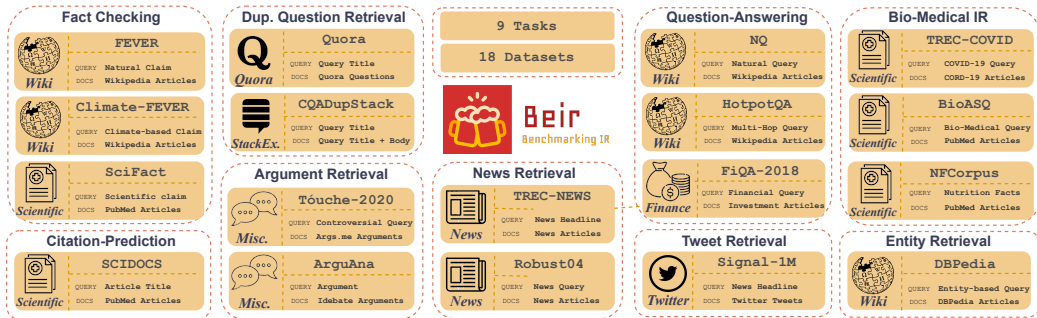 Fact Checking
FEVER
QUERY Natural Claim
DOCS Wikipedia Articles
Wiki
Climate-FEVER
QUERY Climate-based Claim
DOCS Wikipedia Articles
Wiki
SciFact
QUERY Scientific claim
DOCS PubMed Articles
Scientific
Citation-Prediction
SCIDOCS
QUERY Article Title
DOCS PubMed Articles
Scientific
Dup. Question Retrieval
Quora
QUERY Query Title
DOCS Quora Questions
Q
Quora
CQADupStack
QUERY Query Title
DOCS Query Title + Body
StackEx.
Argument Retrieval
Tóuche-2020
QUERY Controversial Query
DOCS Args.me Arguments
Misc.
ArguAna
QUERY Argument
DOCS Idebate Arguments
Misc.
9 Tasks
18 Datasets
Beir
Benchmarking IR
News Retrieval
TREC-NEWS
QUERY News Headline
DOCS News Articles
News
Robust04
QUERY News Query
DOCS News Articles
News
Question-Answering
NQ
QUERY Natural Query
DOCS Wikipedia Articles
Wiki
HotpotQA
QUERY Multi-Hop Query
DOCS Wikipedia Articles
Wiki
FiQA-2018
QUERY Financial Query
DOCS Investment Articles
Finance
Tweet Retrieval
Signal-1M
QUERY News Headline
DOCS Twitter Tweets
Twitter
Bio-Medical IR
TREC-COVID
QUERY COVID-19 Query
DOCS CORD-19 Articles
Scientific
BioASQ
QUERY Bio-Medical Query
DOCS PubMed Articles
Scientific
NFCorpus
QUERY Nutrition Facts
DOCS PubMed Articles
Scientific
Entity Retrieval
DBPedia
QUERY Entity-based Query
DOCS DBPedia Articles
Wiki